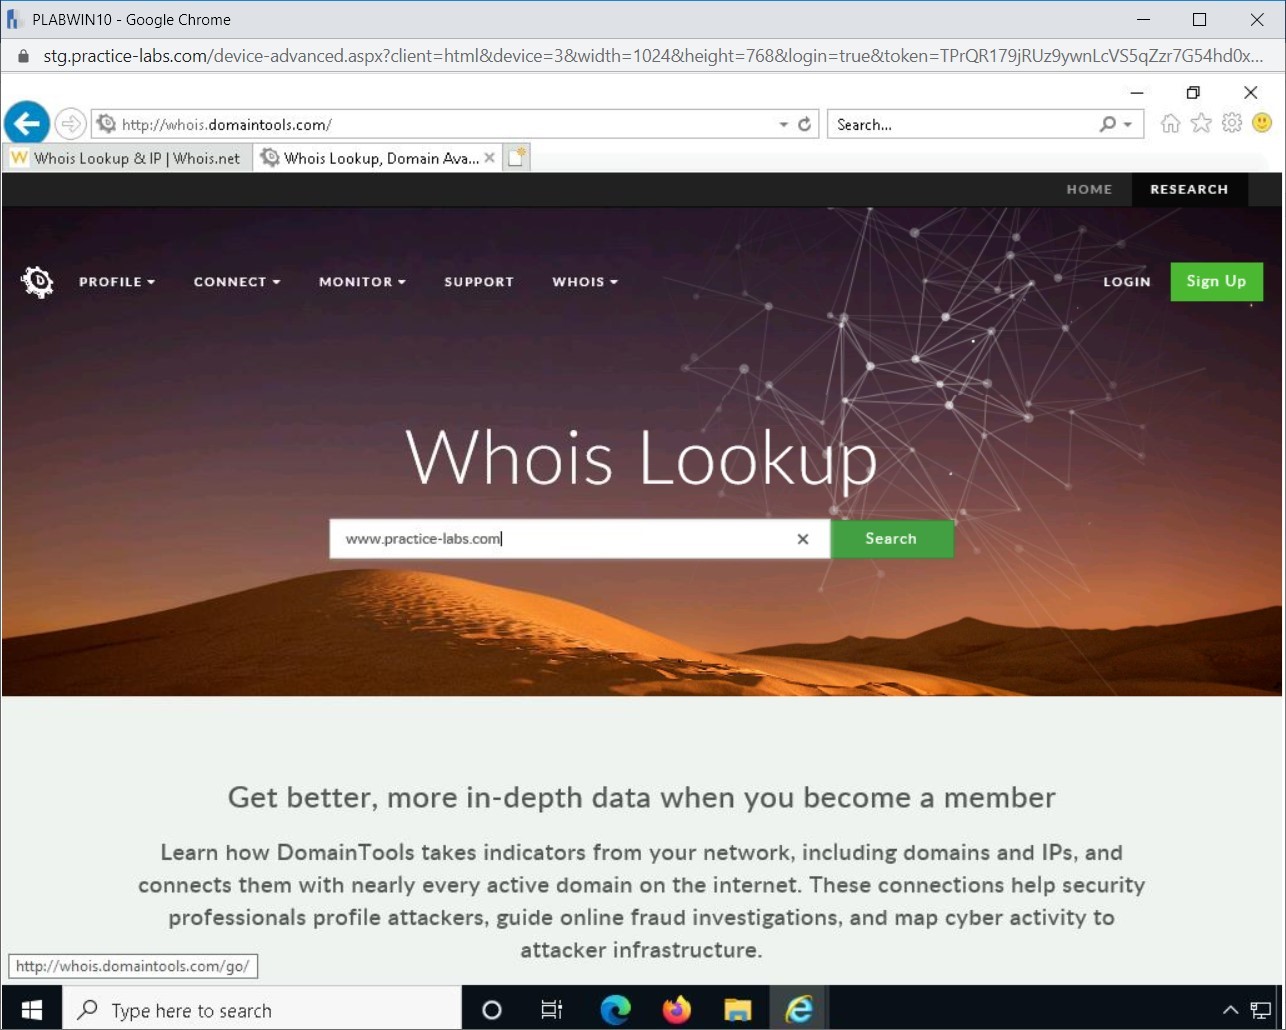 PLABWIN10 - Google Chrome
stg.practice-labs.com/device-advanced.aspx?client=html&device=3&width=1024&height=768&login=true&token=TPrQR179jRUz9ywnLcVS5qZzr7G54hd0x...
http://whois.domaintools.com/
Search...
Whois Lookup & IP | Whois.net
Whois Lookup, Domain Ava...
HOME
RESEARCH
PROFILE
CONNECT
MONITOR
SUPPORT
WHOIS
LOGIN
Sign Up
Whois Lookup
www.practice-labs.com
Search
Get better, more in-depth data when you become a member
Learn how DomainTools takes indicators from your network, including domains and IPs, and
connects them with nearly every active domain on the internet. These connections help security
professionals profile attackers, guide online fraud investigations, and map cyber activity to
attacker infrastructure.
http://whois.domaintools.com/go/
Type here to search